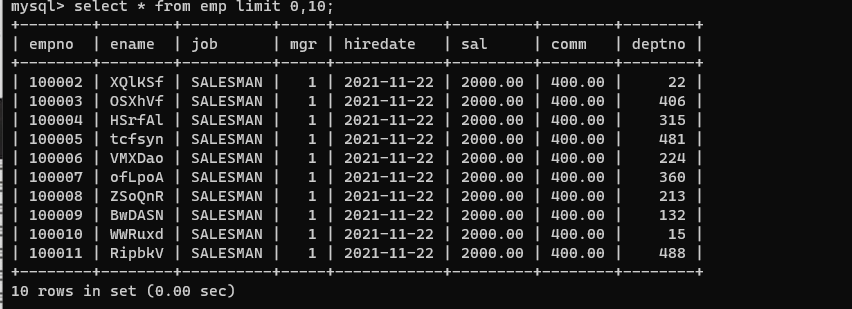 mysql> select * from emp limit 0,10;
+--------+--------+----------+-----+------------+---------+--------+--------+
| empno  | ename  | job      | mgr | hiredate   | sal     | comm   | deptno |
+--------+--------+----------+-----+------------+---------+--------+--------+
| 100002 | XQlKSf | SALESMAN |   1 | 2021-11-22 | 2000.00 | 400.00 |     22 |
| 100003 | OSXhVf | SALESMAN |   1 | 2021-11-22 | 2000.00 | 400.00 |    406 |
| 100004 | HSrfAl | SALESMAN |   1 | 2021-11-22 | 2000.00 | 400.00 |    315 |
| 100005 | tcfsyn | SALESMAN |   1 | 2021-11-22 | 2000.00 | 400.00 |    481 |
| 100006 | VMXDao | SALESMAN |   1 | 2021-11-22 | 2000.00 | 400.00 |    224 |
| 100007 | ofLpoA | SALESMAN |   1 | 2021-11-22 | 2000.00 | 400.00 |    360 |
| 100008 | ZSoQnR | SALESMAN |   1 | 2021-11-22 | 2000.00 | 400.00 |    213 |
| 100009 | BwDASN | SALESMAN |   1 | 2021-11-22 | 2000.00 | 400.00 |    132 |
| 100010 | WWRuxd | SALESMAN |   1 | 2021-11-22 | 2000.00 | 400.00 |     15 |
| 100011 | RipbkV | SALESMAN |   1 | 2021-11-22 | 2000.00 | 400.00 |    488 |
+--------+--------+----------+-----+------------+---------+--------+--------+
10 rows in set (0.00 sec)